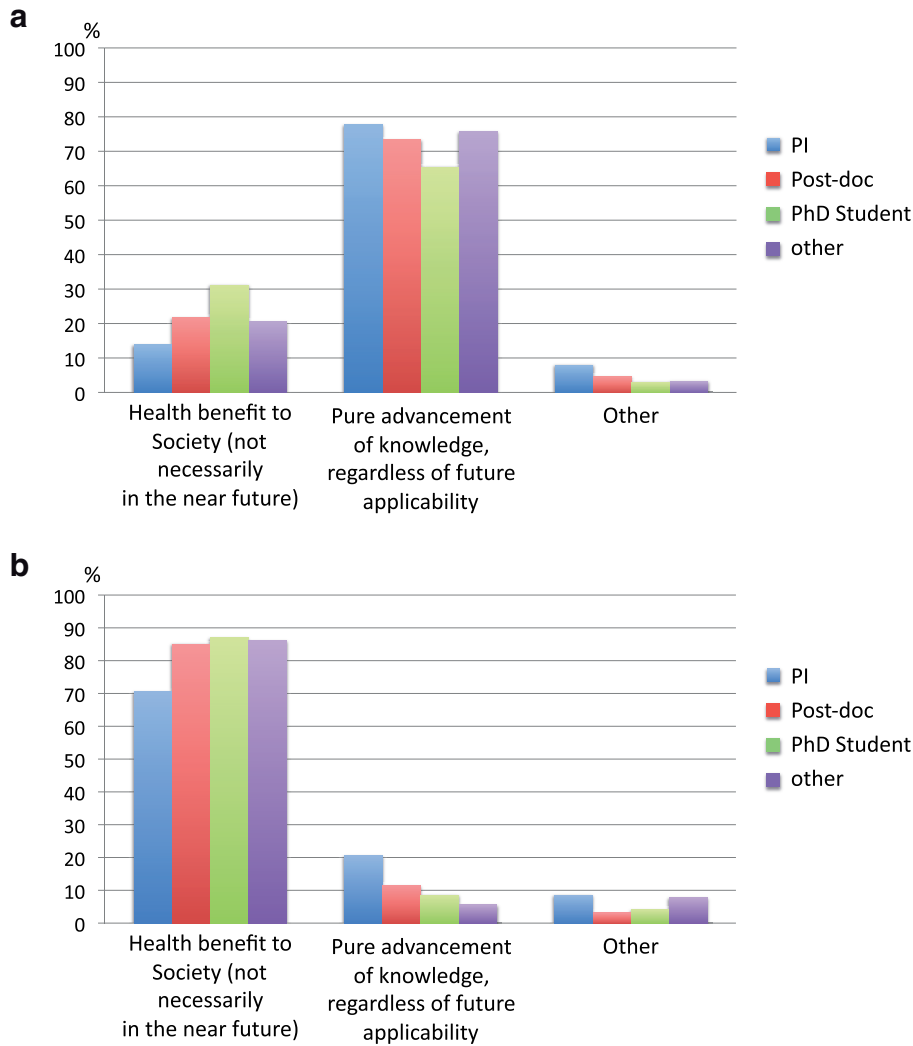 a
%
100
90
80
70
60
50
40
30
20
10
0
Health benefit to
Society (not
necessarily
in the near future)
Pure advancement
of knowledge,
regardless of future
applicability
Other
PI
Post-doc
PhD Student
other
b
%
100
90
80
70
60
50
40
30
20
10
0
Health benefit to
Society (not
necessarily
in the near future)
Pure advancement
of knowledge,
regardless of future
applicability
Other
PI
Post-doc
PhD Student
other